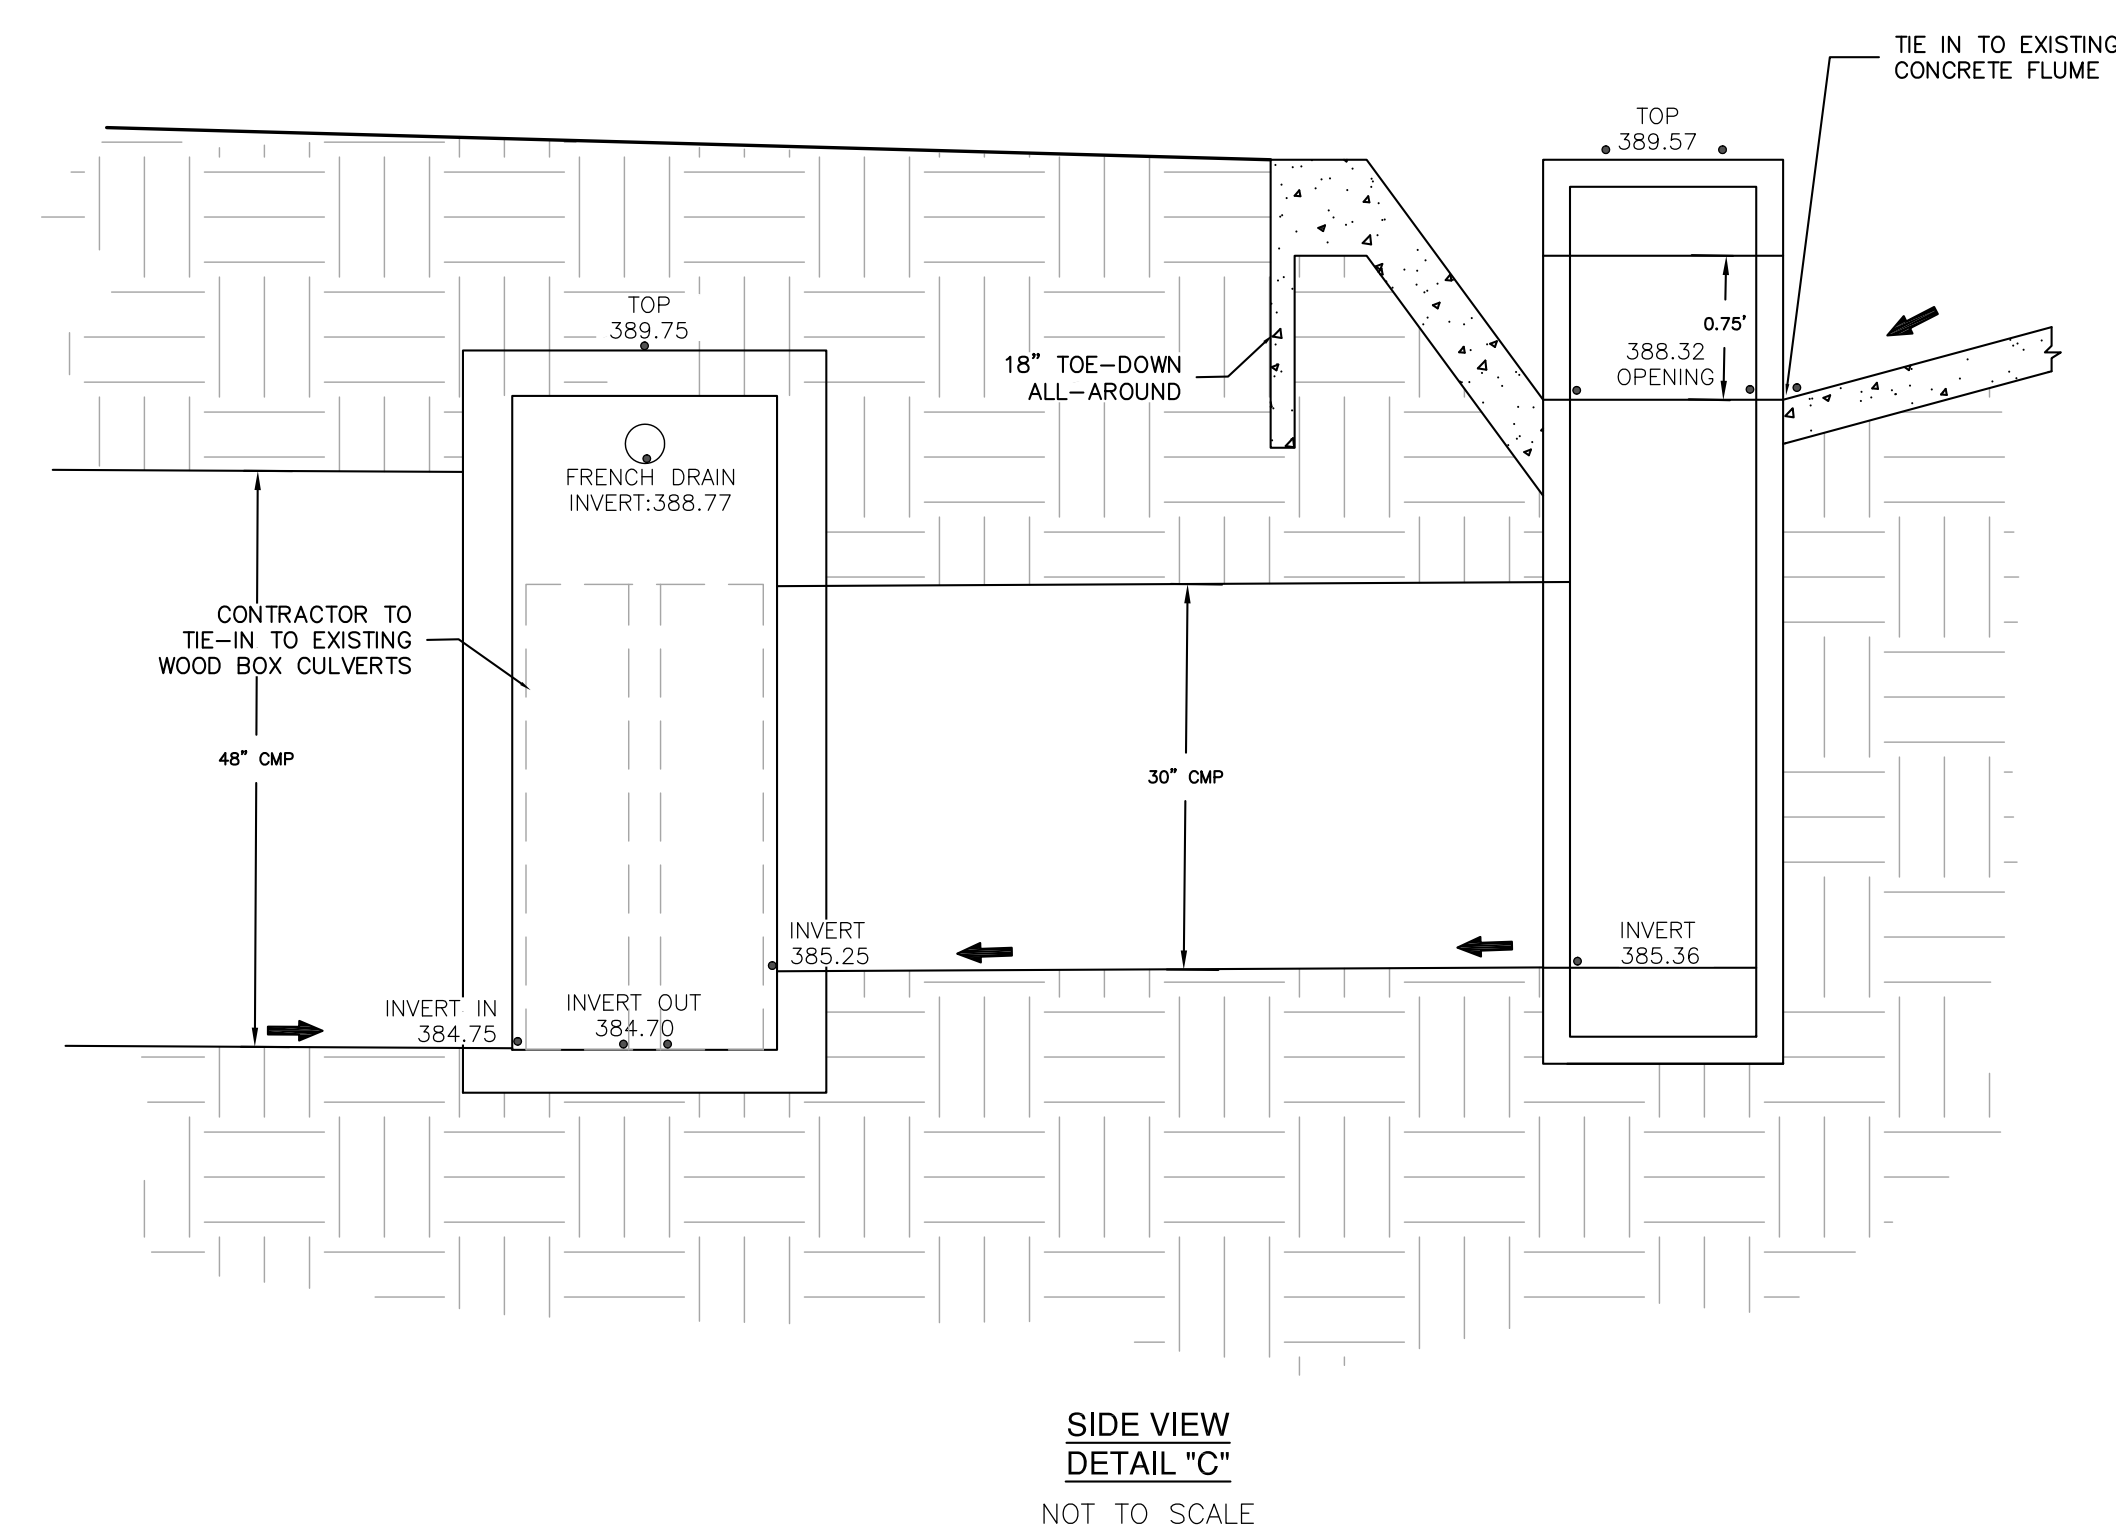 TIE IN TO EXISTING
CONCRETE FLUME
TOP
389.57
TOP
389.75
0.75'
388.32
OPENING
18" TOE-DOWN
ALL-AROUND
FRENCH DRAIN
INVERT:388.77
CONTRACTOR TO
TIE-IN TO EXISTING
WOOD BOX CULVERTS
48" CMP
30" CMP
INVERT
385.25
INVERT
385.36
INVERT IN
384.75
INVERT OUT
384.70
SIDE VIEW
DETAIL "C"
NOT TO SCALE